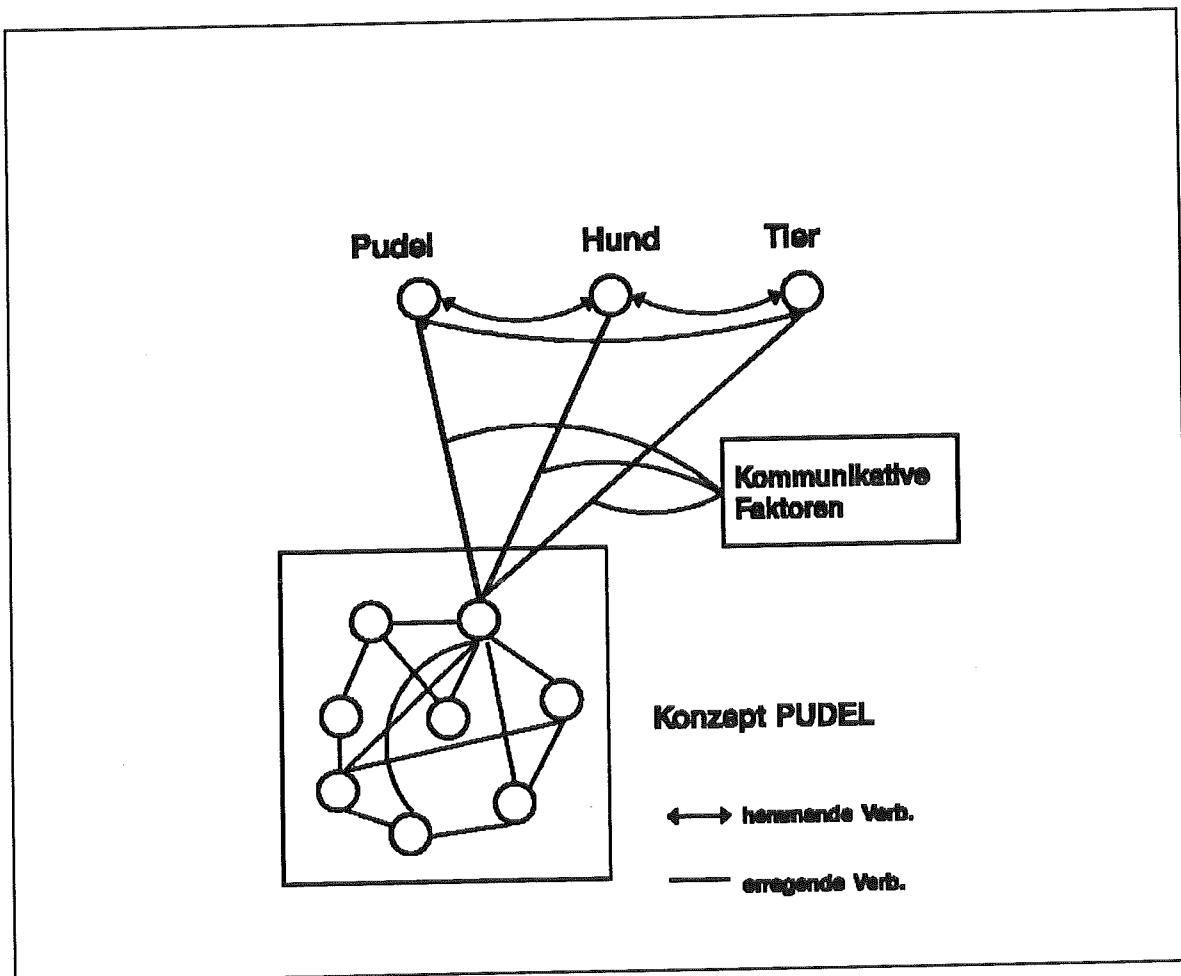 Pudel Hund Tier
Kommunikative
Faktoren
Konzept PUDEL
hemmende Verb.
erregende Verb.